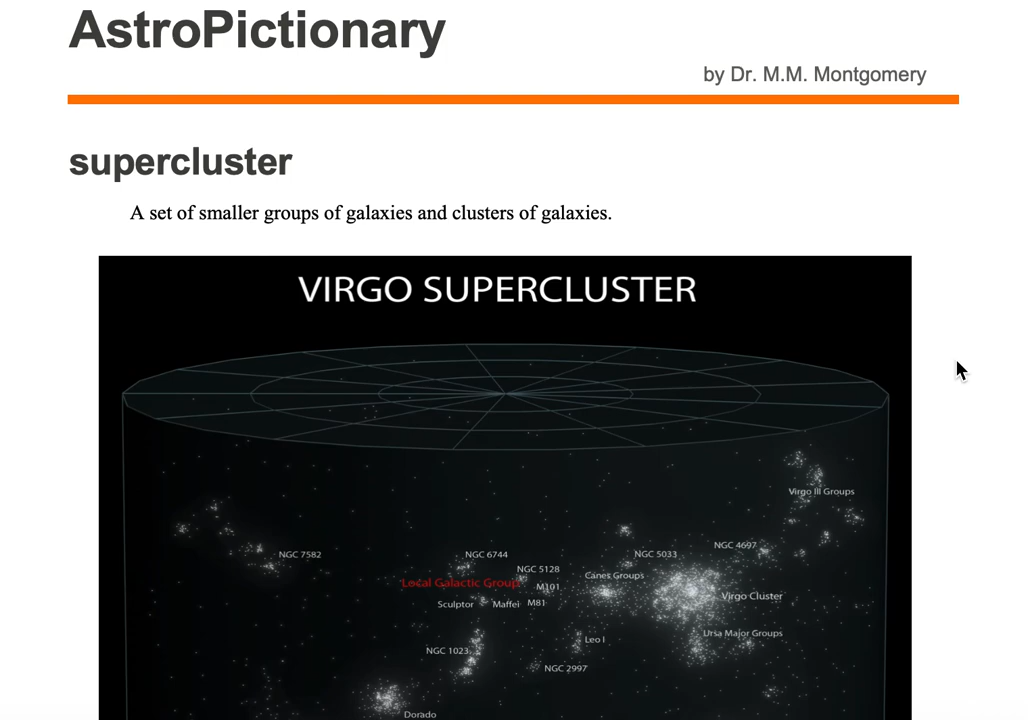 AstroPictionary
by Dr. M.M. Montgomery
supercluster
A set of smaller groups of galaxies and clusters of galaxies.
VIRGO SUPERCLUSTER
Virgo III Groups
NGC 7582
NGC 6744
NGC 5033
NGC 4697
NGC 5128
Local Galactic Group
M101
Canes Groups
Virgo Cluster
Sculptor
Maffei
M81
Ursa Major Groups
Leo I
NGC 1023
NGC 2997
Dorado